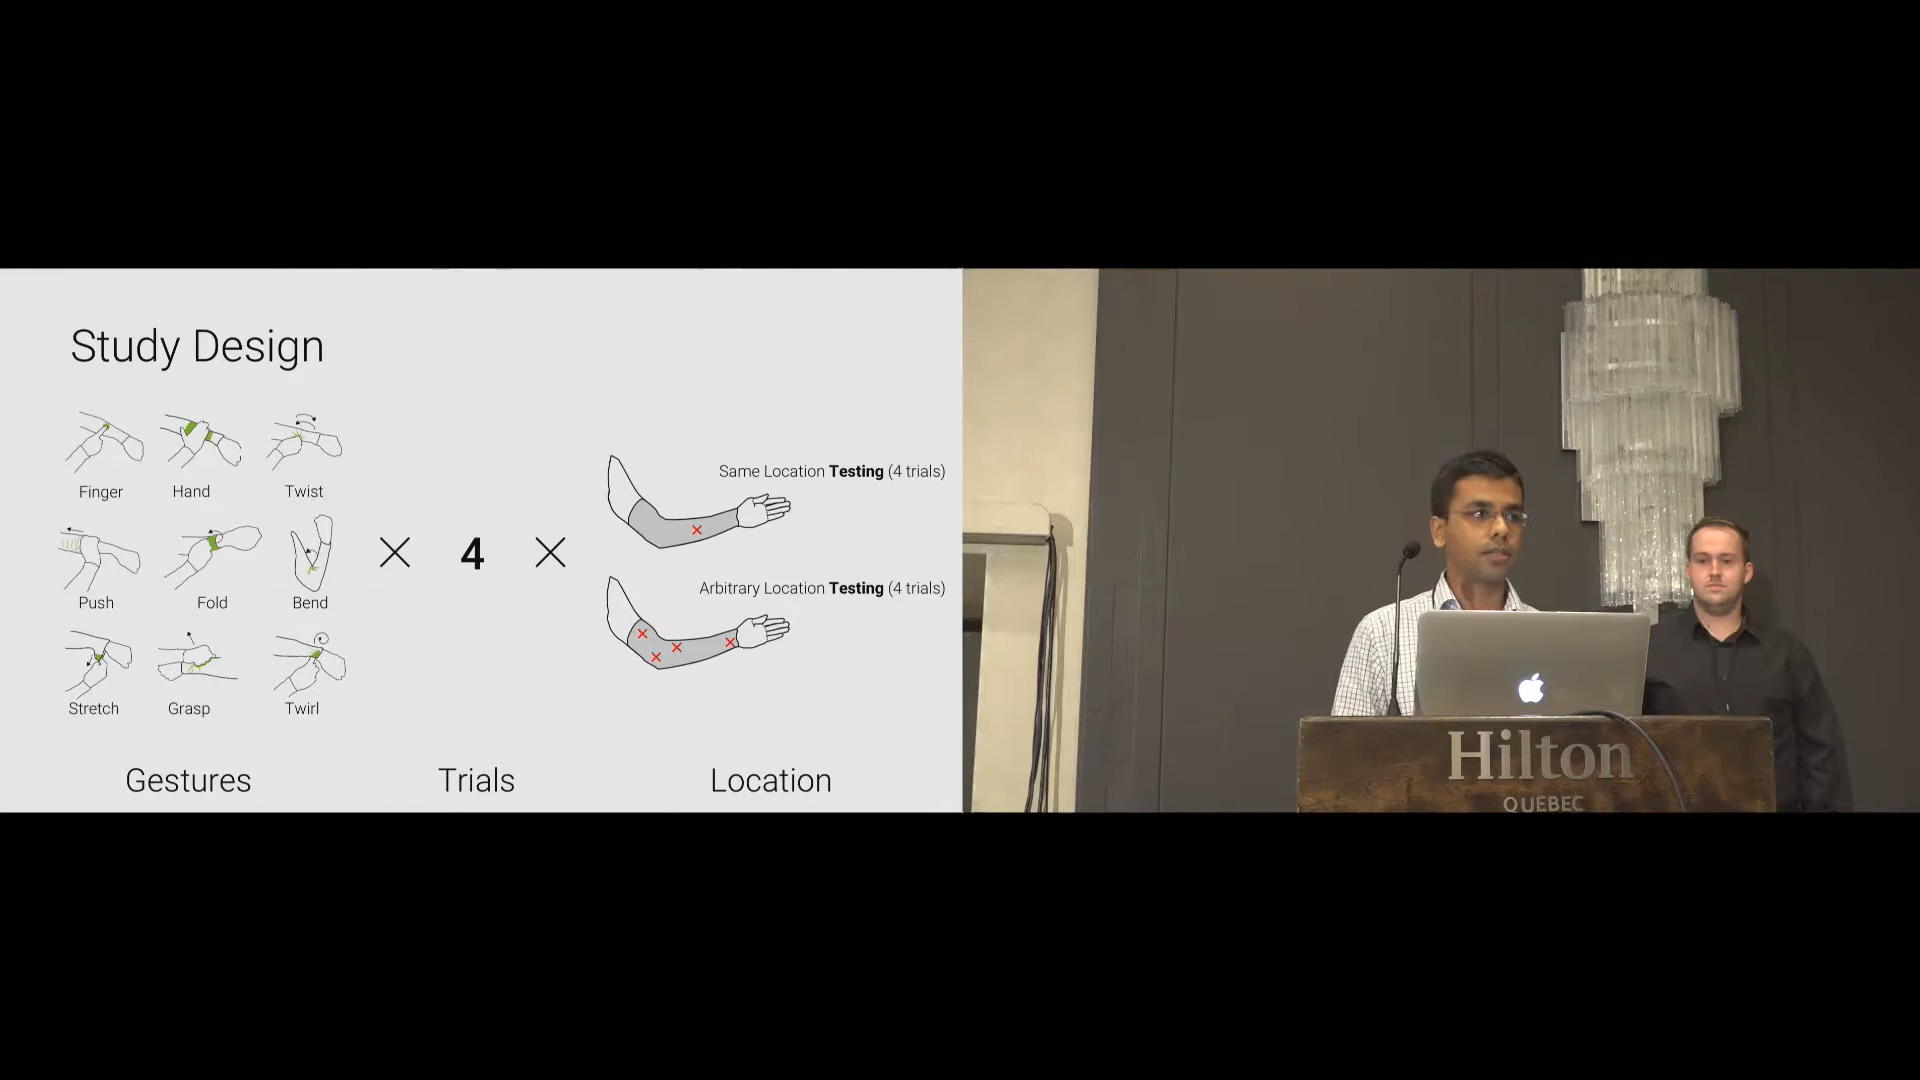 Study Design
Finger Hand Twist
Push Fold Bend
Stretch Grasp Twirl
× 4 ×
Same Location Testing (4 trials)
Arbitrary Location Testing (4 trials)
Gestures Trials Location
Hilton
QUEBEC